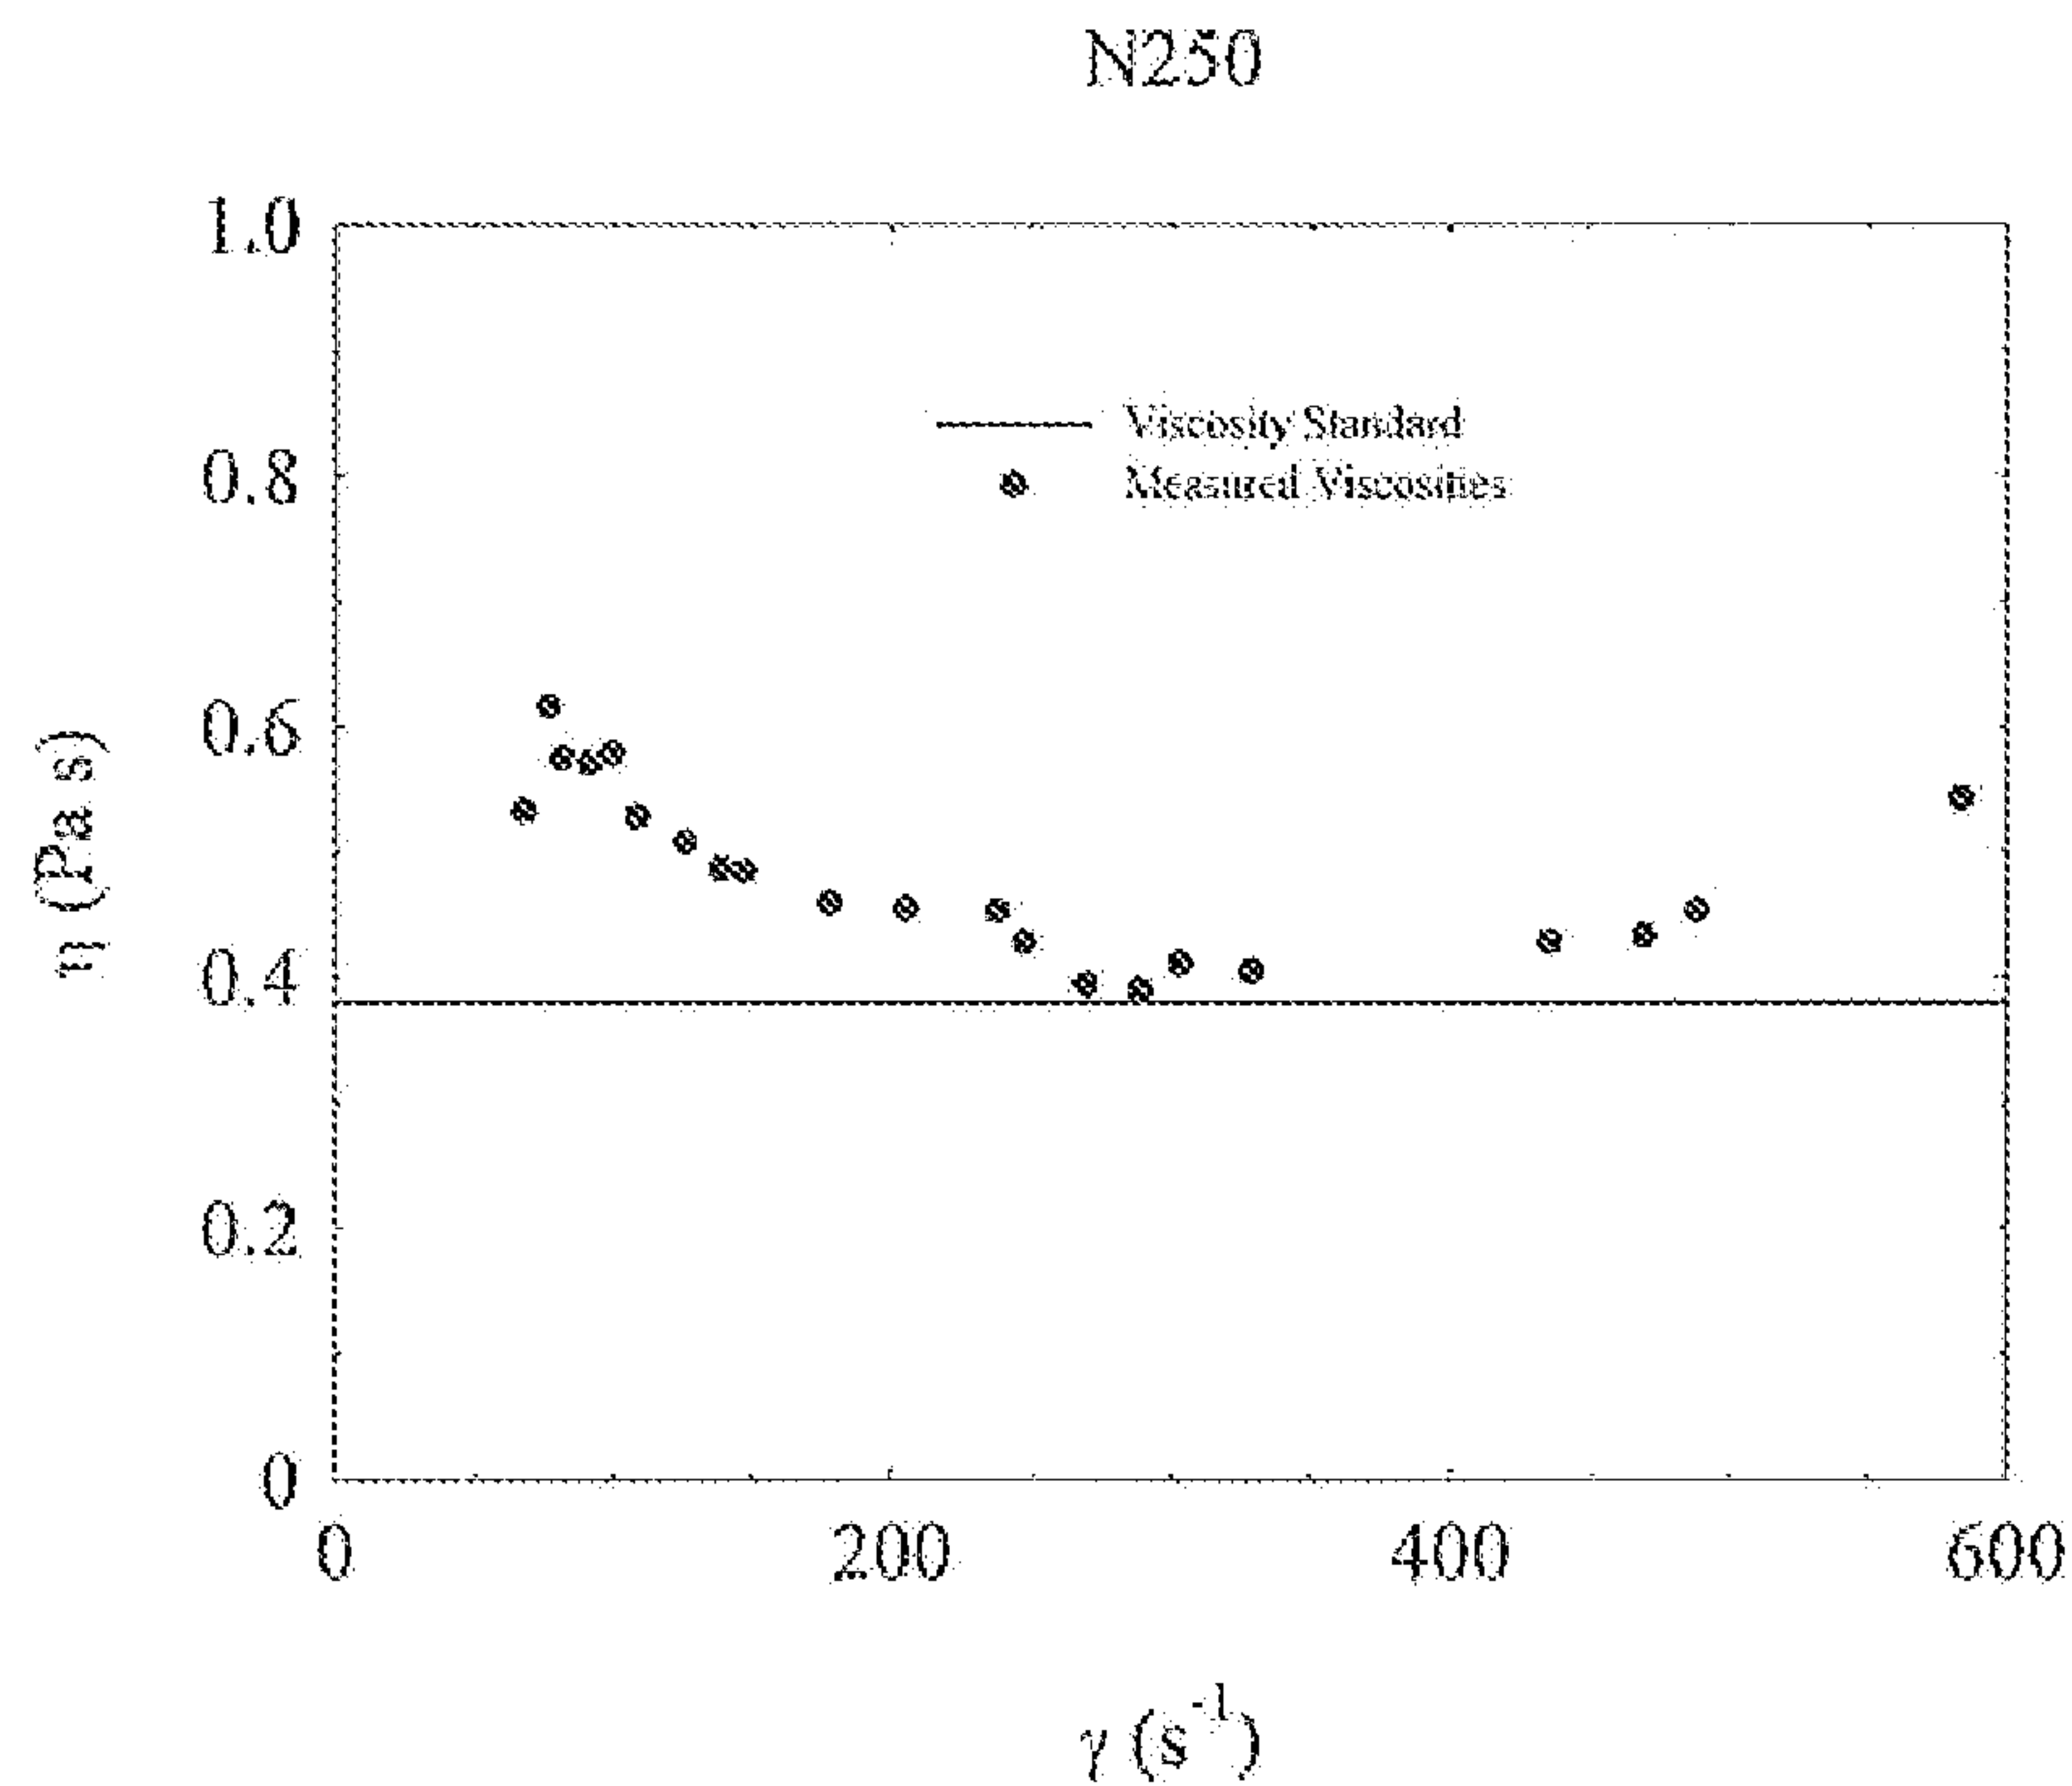 N250
1.0
Viscosity Standard
0.8
Measured Viscosities
0.6
η (Pa s)
0.4
0.2
0
0 200 400 600
γ (s-1)